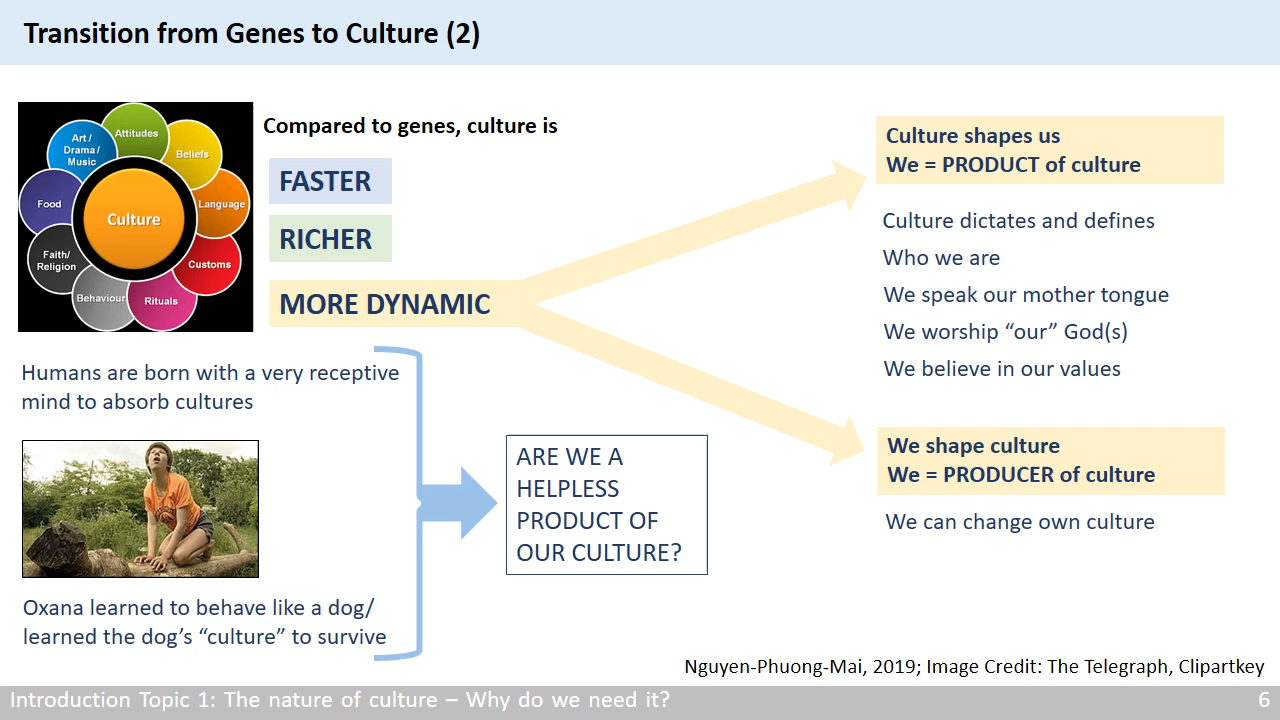 Transition from Genes to Culture (2)
Attitudes
Art /
Drama /
Music
Beliefs
Food
Culture
Language
Faith/
Religion
Customs
Behaviour
Rituals
Compared to genes, culture is
FASTER
RICHER
MORE DYNAMIC
Humans are born with a very receptive
mind to absorb cultures
Oxana learned to behave like a dog/
learned the dog’s “culture” to survive
ARE WE A
HELPLESS
PRODUCT OF
OUR CULTURE?
Culture shapes us
We = PRODUCT of culture
Culture dictates and defines
Who we are
We speak our mother tongue
We worship “our” God(s)
We believe in our values
We shape culture
We = PRODUCER of culture
We can change own culture
Nguyen-Phuong-Mai, 2019; Image Credit: The Telegraph, Clipartkey
Introduction Topic 1: The nature of culture – Why do we need it?
6